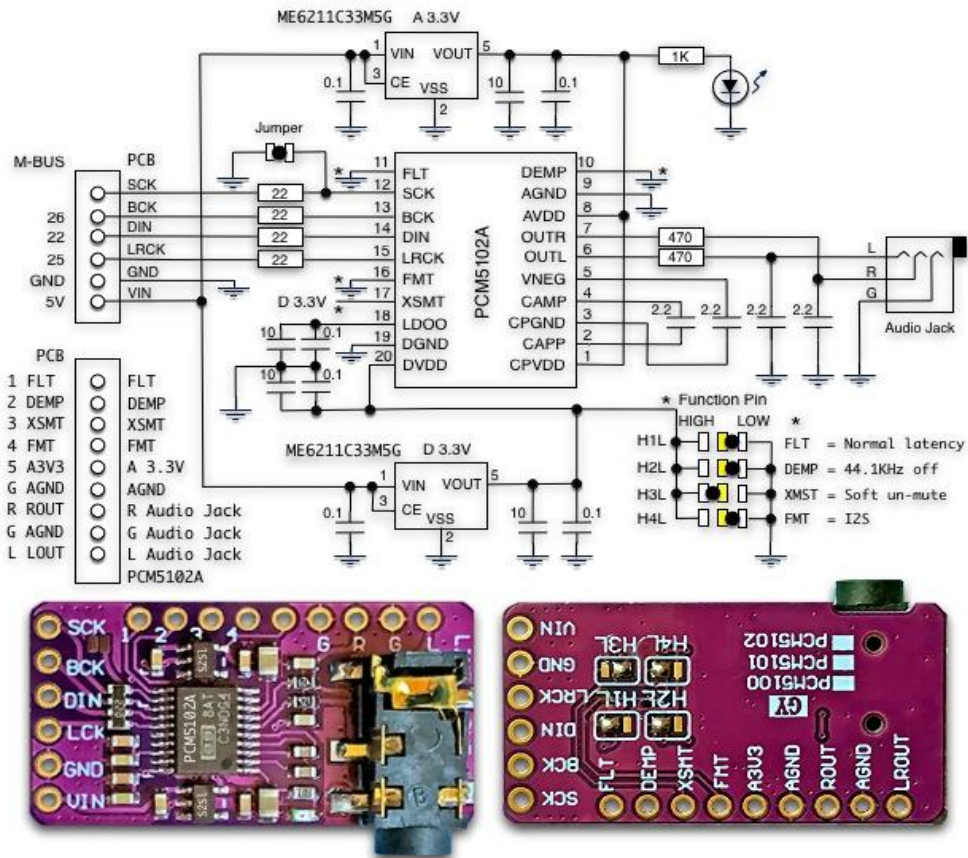 ME6211C33M5G A 3.3V
1 VIN VOUT 5
3 CE
VSS
2
0.1
10
0.1
1K
Jumper
M-BUS
PCB
SCK
26 BCK
22 DIN
25 LRCK
GND GND
5V VIN
22
22
22
22
PCM5102A
* 11 FLT
12 SCK
13 BCK
14 DIN
15 LRCK
* 16 FMT
17 XSMT
*
18 LDOO
19 DGND
20 DVDD
DEMP 10 *
AGND 9
AVDD 8
OUTR 7
OUTL 6
VNEG 5
CAMP 4
CPGND 3
CAPP 2
CPVDD 1
470
470
L
R
G
Audio Jack
2.2
2.2
2.2
2.2
D 3.3V
10
0.1
10
0.1
PCB
1 FLT FLT
2 DEMP DEMP
3 XSMT XSMT
4 FMT FMT
5 A3V3 A 3.3V
G AGND AGND
R ROUT R Audio Jack
G AGND G Audio Jack
L LOUT L Audio Jack
PCM5102A
ME6211C33M5G D 3.3V
1 VIN VOUT 5
3 CE
VSS
2
0.1
10
0.1
* Function Pin
HIGH LOW *
H1L FLT = Normal latency
H2L DEMP = 44.1KHz off
H3L XMST = Soft un-mute
H4L FMT = I2S
SCK
BCK
DIN
LCK
GND
VIN
1 2 3 4 G R G L
S2SJ
PCM5102A
8AT
S2SJ
B
VIN
GND
LRCK
DIN
BCK
SCK
H3L H4L
H1L H2L
PCM5102
PCM5101
PCM5100
GY
FLT
DEMP
XSMT
FMT
A3V3
AGND
ROUT
AGND
LROUT